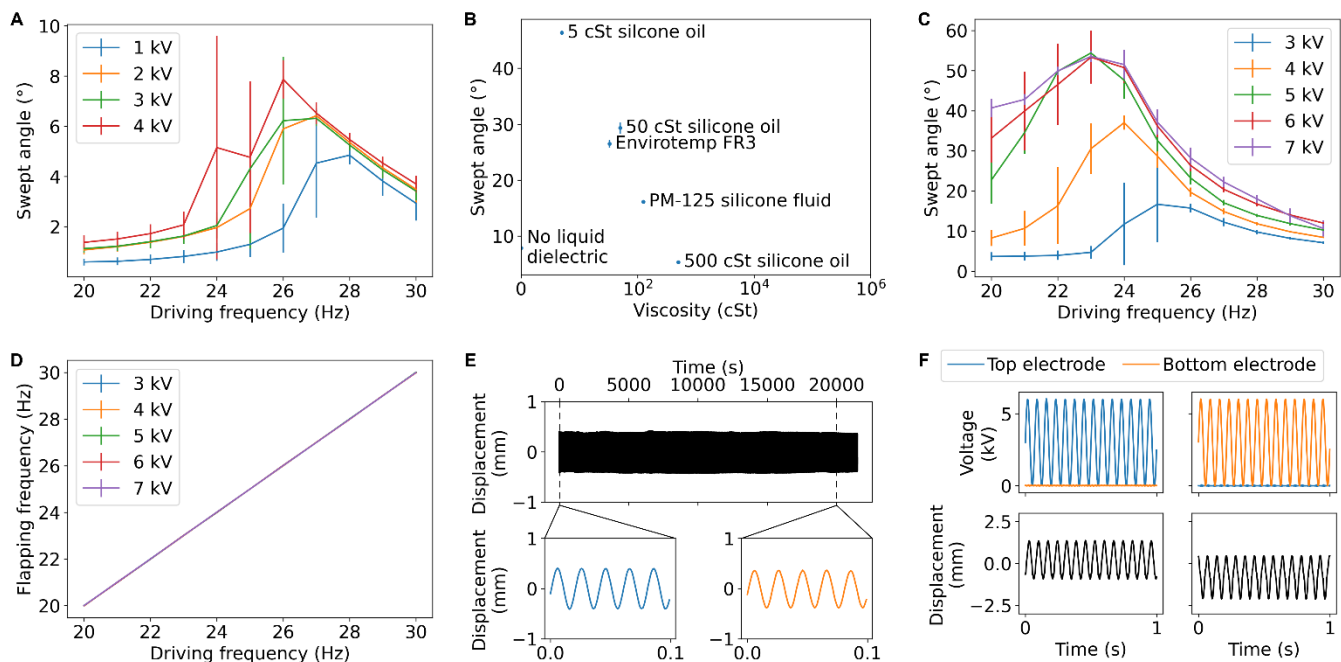 A
10
8
6
4
2
Swept angle (°)
1 kV
2 kV
3 kV
4 kV
20 22 24 26 28 30
Driving frequency (Hz)
B
40
30
20
10
Swept angle (°)
5 cSt silcone oil
50 cSt silicone oil
Envirotemp FR3
PM-125 silicone fluid
No liquid
dielectric
500 cSt silicone oil
0 10² 10⁴ 10⁶
Viscosity (cSt)
C
60
50
40
30
20
10
0
Swept angle (°)
3 kV
4 kV
5 kV
6 kV
7 kV
20 22 24 26 28 30
Driving frequency (Hz)
D
30
28
26
24
22
20
Flapping frequency (Hz)
3 kV
4 kV
5 kV
6 kV
7 kV
20 22 24 26 28 30
Driving frequency (Hz)
E
Time (s)
0 5000 10000 15000 20000
Displacement
(mm)
1
0
−1
Displacement
(mm)
1
0
−1
0.0 0.1
1
0
−1
0.0 0.1
F
Top electrode Bottom electrode
Voltage
(kV)
5
0
Displacement
(mm)
2.5
0.0
−2.5
0 1
Time (s)
0 1
Time (s)